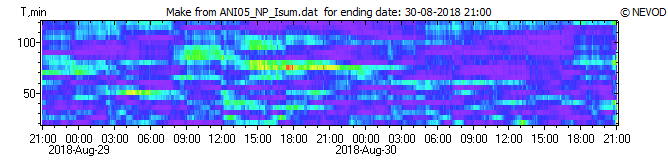 T,min Make from ANI05_NP_Isum.dat for ending date: 30-08-2018 21:00 © NEVOD
100
50
21:00 00:00 03:00 06:00 09:00 12:00 15:00 18:00 21:00 00:00 03:00 06:00 09:00 12:00 15:00 18:00 21:00
2018-Aug-29 2018-Aug-30